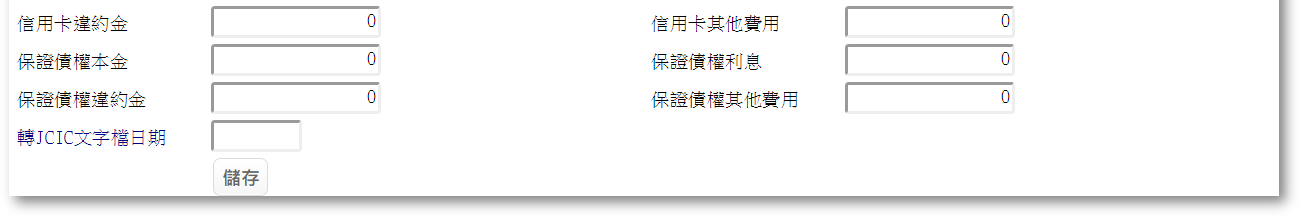 信用卡違約金 0 信用卡其他費用 0
保證債權本金 0 保證債權利息 0
保證債權違約金 0 保證債權其他費用 0
轉JCIC文字檔日期
儲存